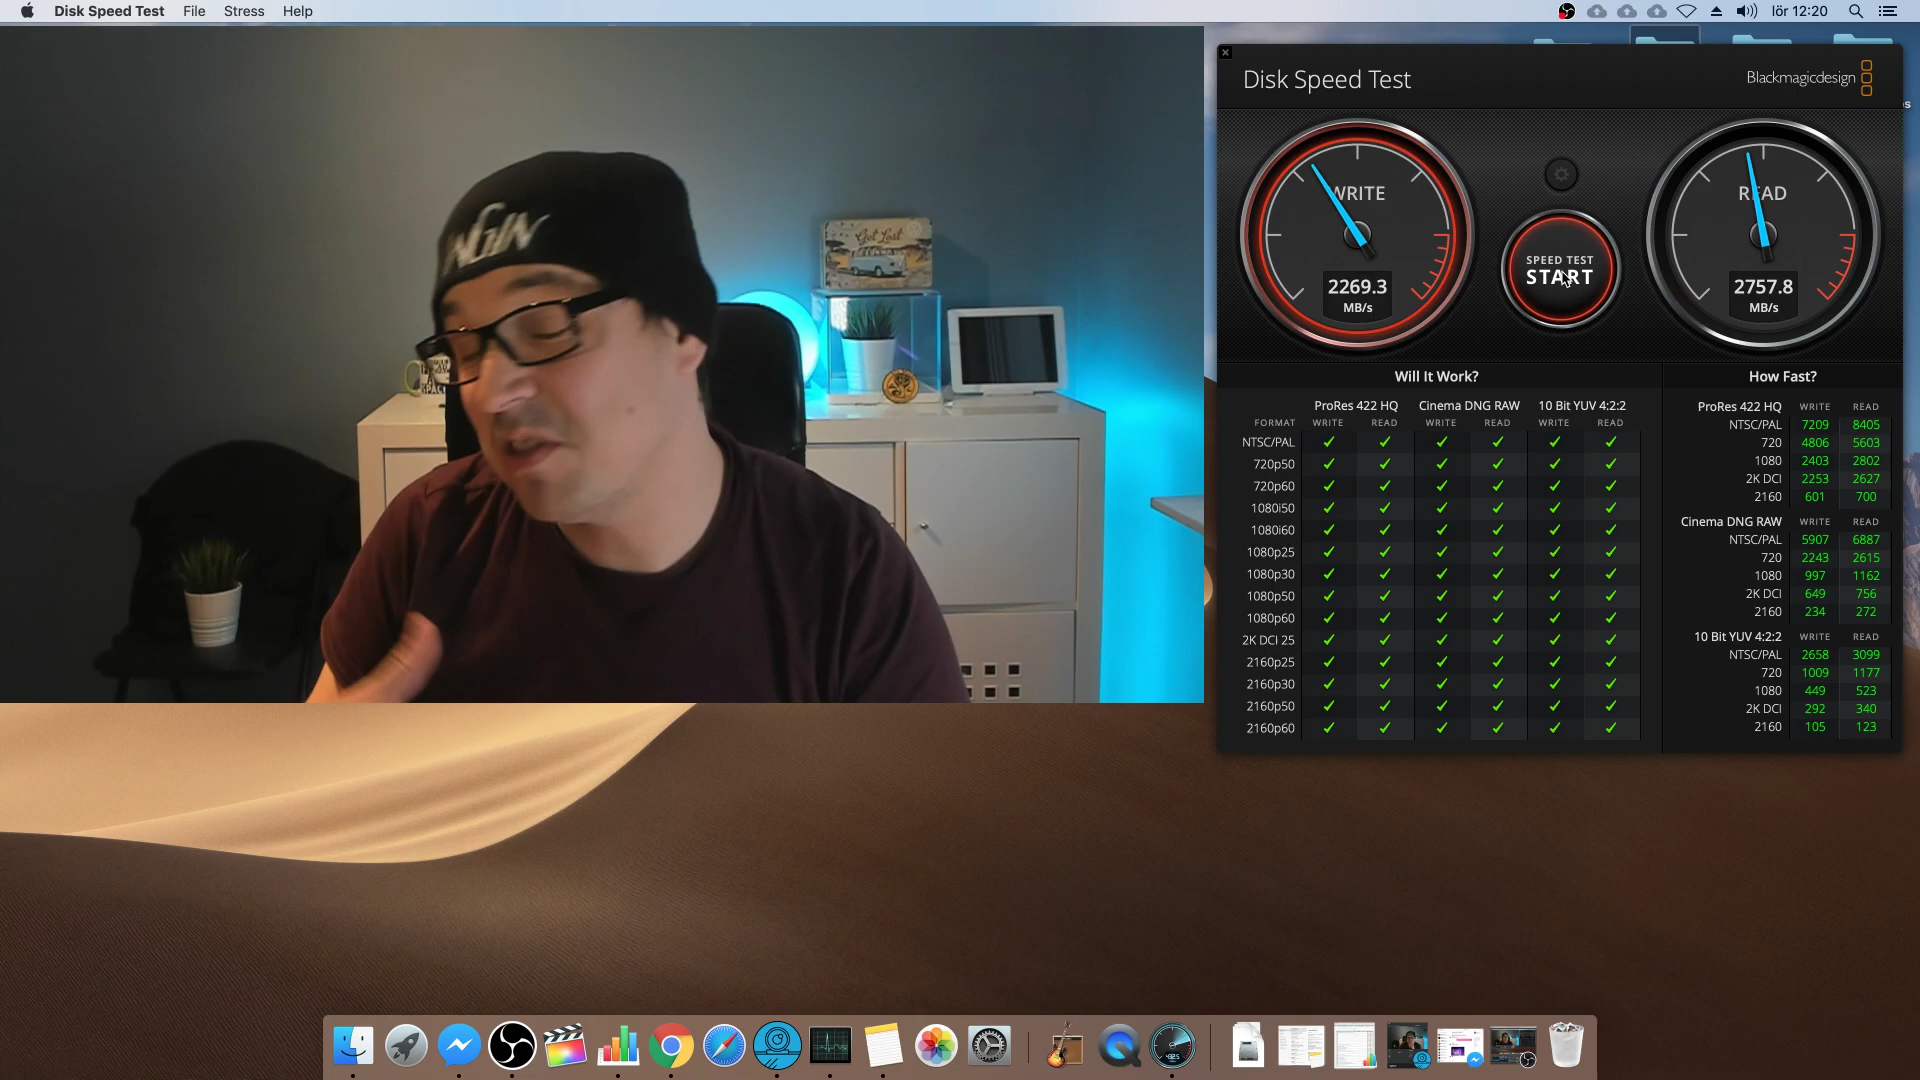 Disk Speed Test File Stress Help
lör 12:20
Get Lost
Disk Speed Test
Blackmagicdesign
WRITE
2269.3
MB/s
SPEED TEST
START
READ
2757.8
MB/s
Will It Work?
ProRes 422 HQ Cinema DNG RAW 10 Bit YUV 4:2:2
FORMAT WRITE READ WRITE READ WRITE READ
NTSC/PAL ✓ ✓ ✓ ✓ ✓ ✓
720p50 ✓ ✓ ✓ ✓ ✓ ✓
720p60 ✓ ✓ ✓ ✓ ✓ ✓
1080i50 ✓ ✓ ✓ ✓ ✓ ✓
1080i60 ✓ ✓ ✓ ✓ ✓ ✓
1080p25 ✓ ✓ ✓ ✓ ✓ ✓
1080p30 ✓ ✓ ✓ ✓ ✓ ✓
1080p50 ✓ ✓ ✓ ✓ ✓ ✓
1080p60 ✓ ✓ ✓ ✓ ✓ ✓
2K DCI 25 ✓ ✓ ✓ ✓ ✓ ✓
2160p25 ✓ ✓ ✓ ✓ ✓ ✓
2160p30 ✓ ✓ ✓ ✓ ✓ ✓
2160p50 ✓ ✓ ✓ ✓ ✓ ✓
2160p60 ✓ ✓ ✓ ✓ ✓ ✓
How Fast?
ProRes 422 HQ WRITE READ
NTSC/PAL 7209 8405
720 4806 5603
1080 2403 2802
2K DCI 2253 2627
2160 601 700
Cinema DNG RAW WRITE READ
NTSC/PAL 5907 6887
720 2243 2615
1080 997 1162
2K DCI 649 756
2160 234 272
10 Bit YUV 4:2:2 WRITE READ
NTSC/PAL 2658 3099
720 1009 1177
1080 449 523
2K DCI 292 340
2160 105 123